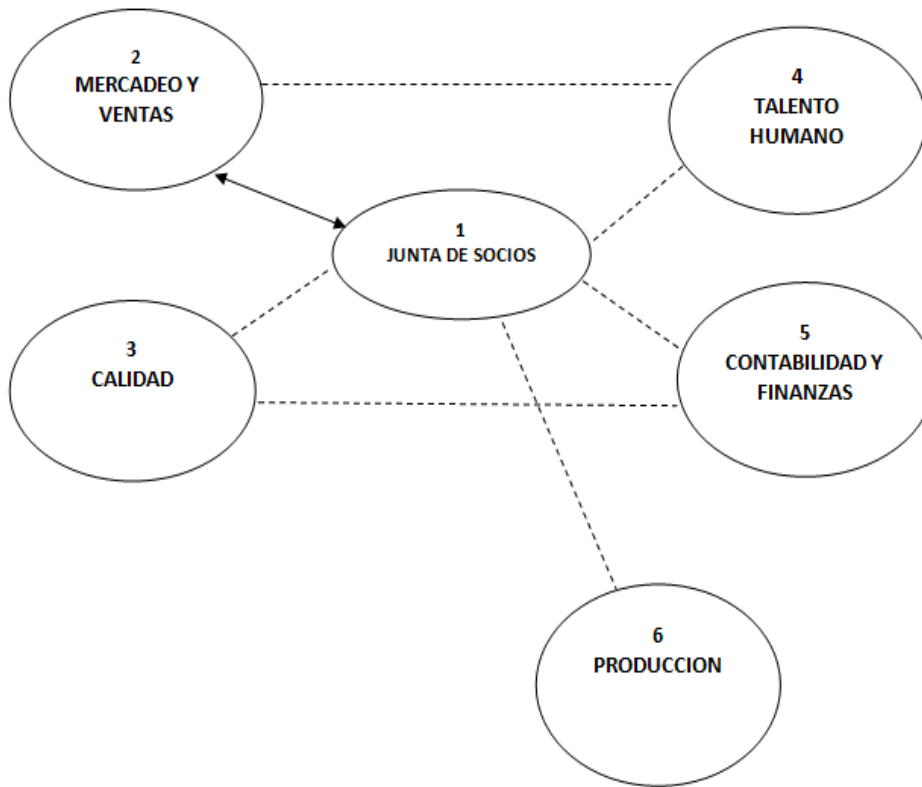 2
MERCADEO Y
VENTAS
4
TALENTO
HUMANO
1
JUNTA DE SOCIOS
3
CALIDAD
5
CONTABILIDAD Y
FINANZAS
6
PRODUCCION